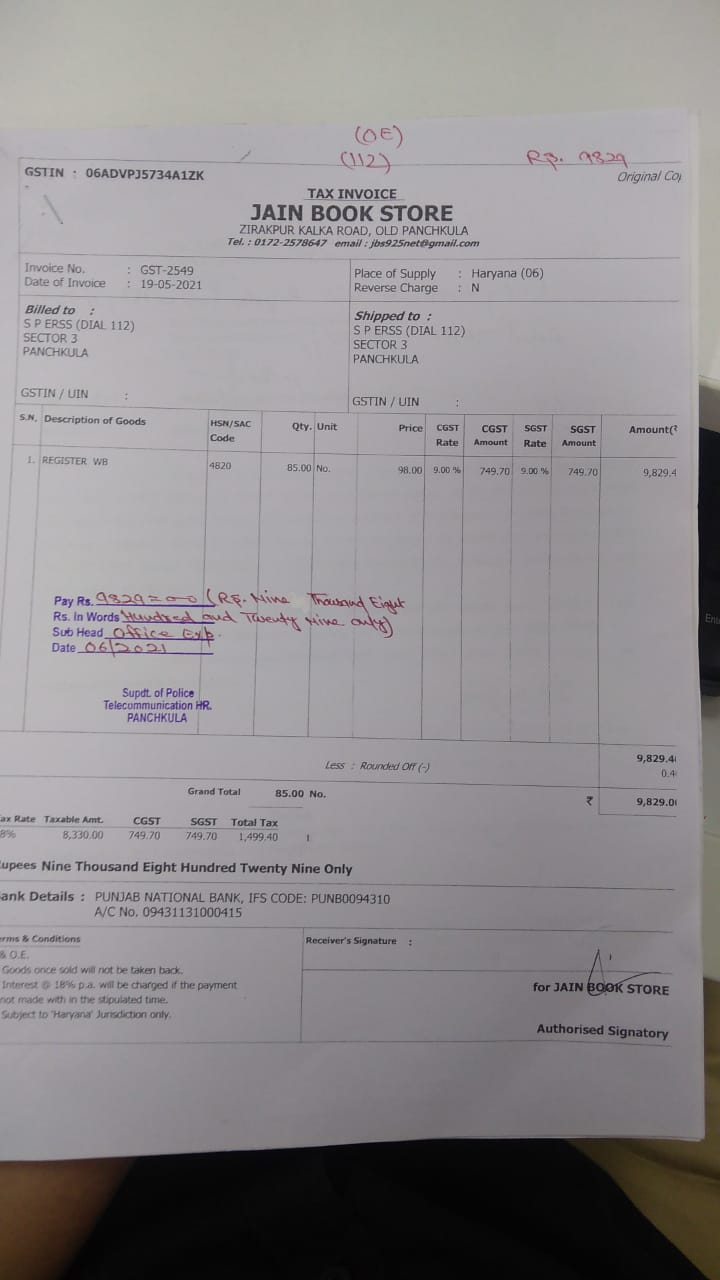 (OE)
(112)
Rs. 9829
GSTIN : 06ADVPJ5734A1ZK
Original Cop
TAX INVOICE
JAIN BOOK STORE
ZIRAKPUR KALKA ROAD, OLD PANCHKULA
Tel. : 0172-2578647 email : jbs925net@gmail.com
Invoice No. : GST-2549
Date of Invoice : 19-05-2021
Place of Supply : Haryana (06)
Reverse Charge : N
Billed to :
S P ERSS (DIAL 112)
SECTOR 3
PANCHKULA
GSTIN / UIN :
Shipped to :
S P ERSS (DIAL 112)
SECTOR 3
PANCHKULA
GSTIN / UIN :
S.N. Description of Goods HSN/SAC Code Qty. Unit Price CGST Rate CGST Amount SGST Rate SGST Amount Amount(₹
1. REGISTER WB 4820 85.00 No. 98.00 9.00 % 749.70 9.00 % 749.70 9,829.4
Pay Rs. 9829=00 (Rs. Nine Thousand Eight
Rs. In Words Hundred and Twenty Nine only)
Sub Head Office Exp.
Date 06/2021
Supdt. of Police
Telecommunication HR.
PANCHKULA
9,829.4
Less : Rounded Off (-) 0.4
Grand Total 85.00 No. ₹ 9,829.0
ax Rate Taxable Amt. CGST SGST Total Tax
8% 8,330.00 749.70 749.70 1,499.40
upees Nine Thousand Eight Hundred Twenty Nine Only
ank Details : PUNJAB NATIONAL BANK, IFS CODE: PUNB0094310
A/C No. 09431131000415
erms & Conditions
& O.E.
Goods once sold will not be taken back.
Interest @ 18% p.a. will be charged if the payment
not made with in the stipulated time.
Subject to 'Haryana' Jurisdiction only.
Receiver's Signature :
for JAIN BOOK STORE
Authorised Signatory